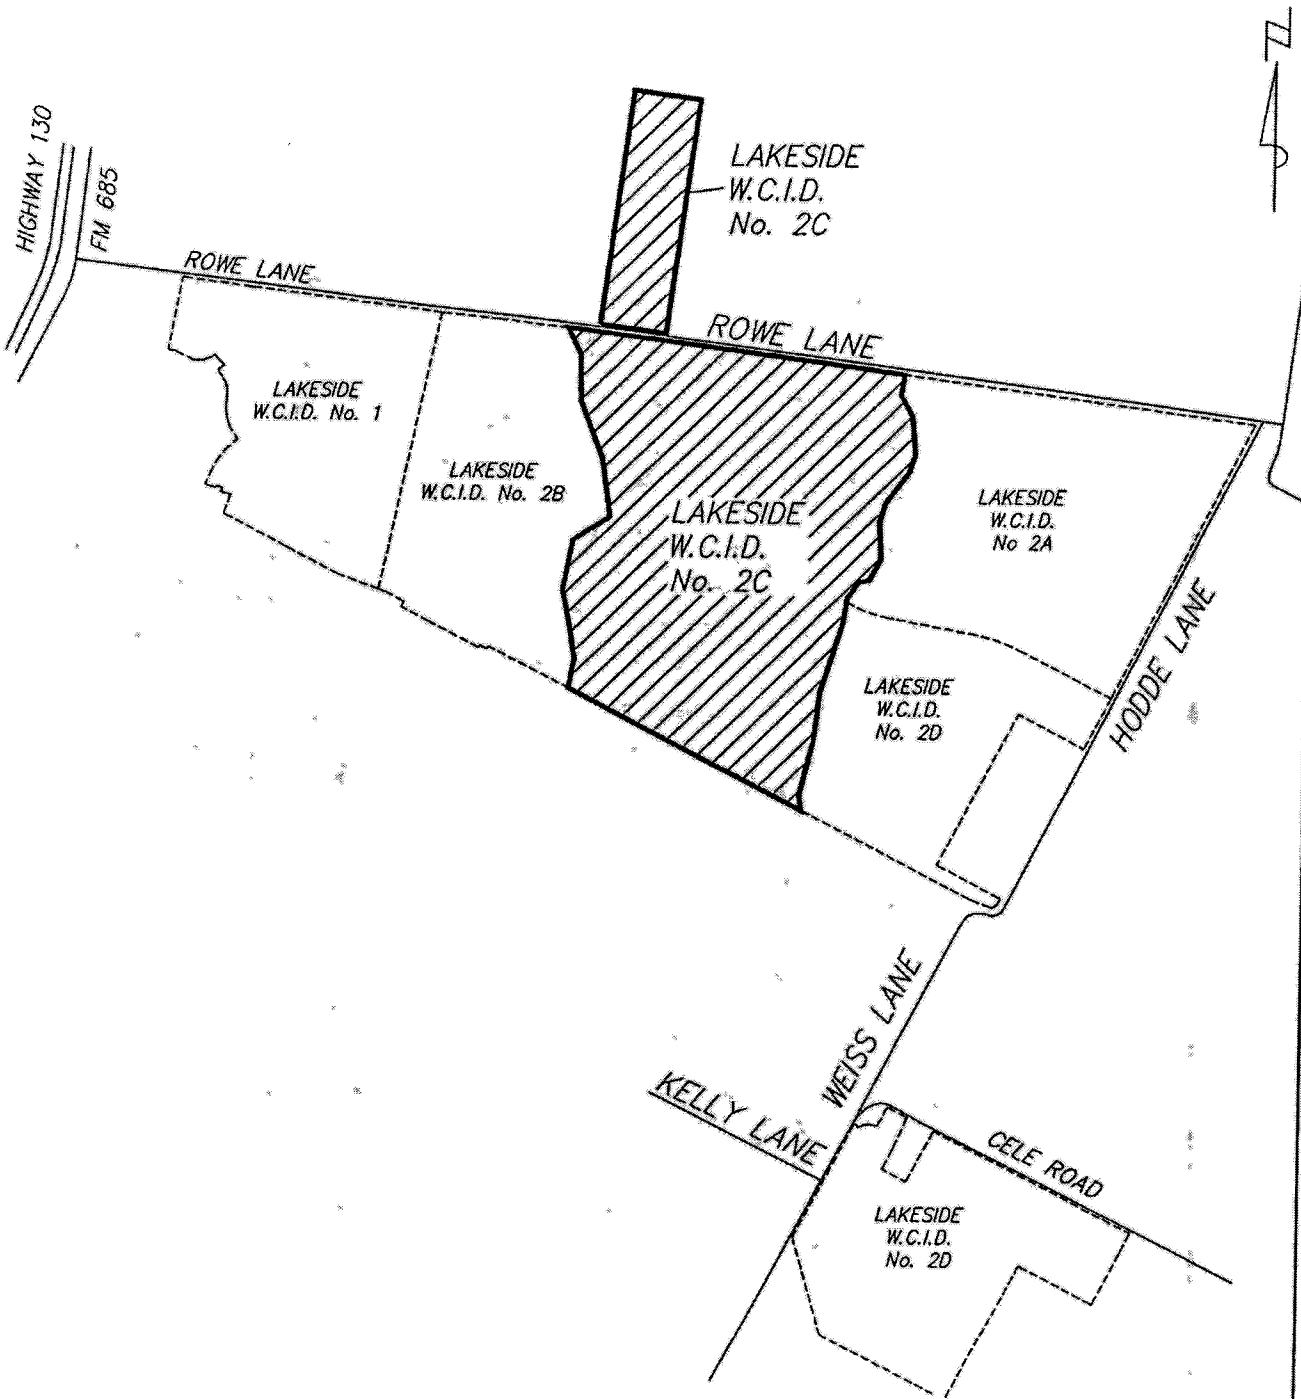 N
HIGHWAY 130
FM 685
LAKESIDE
W.C.I.D.
No. 2C
ROWE LANE
ROWE LANE
LAKESIDE
W.C.I.D. No. 1
LAKESIDE
W.C.I.D. No. 2B
LAKESIDE
W.C.I.D.
No. 2C
LAKESIDE
W.C.I.D.
No 2A
HODDE LANE
LAKESIDE
W.C.I.D.
No. 2D
WEISS LANE
KELLY LANE
CELE ROAD
LAKESIDE
W.C.I.D.
No. 2D